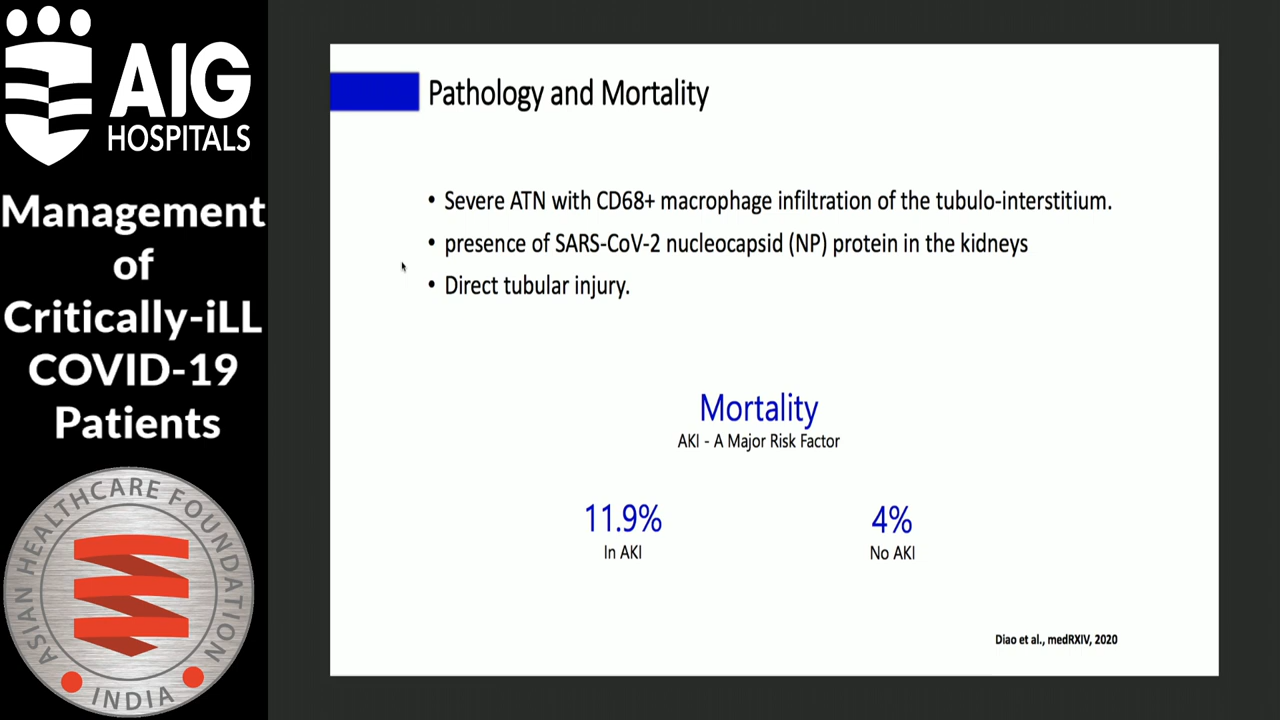 AIG
HOSPITALS
Management
of
Critically-iLL
COVID-19
Patients
ASIAN HEALTHCARE FOUNDATION
INDIA
Pathology and Mortality
• Severe ATN with CD68+ macrophage infiltration of the tubulo-interstitium.
• presence of SARS-CoV-2 nucleocapsid (NP) protein in the kidneys
• Direct tubular injury.
Mortality
AKI - A Major Risk Factor
11.9%
In AKI
4%
No AKI
Diao et al., medRXIV, 2020